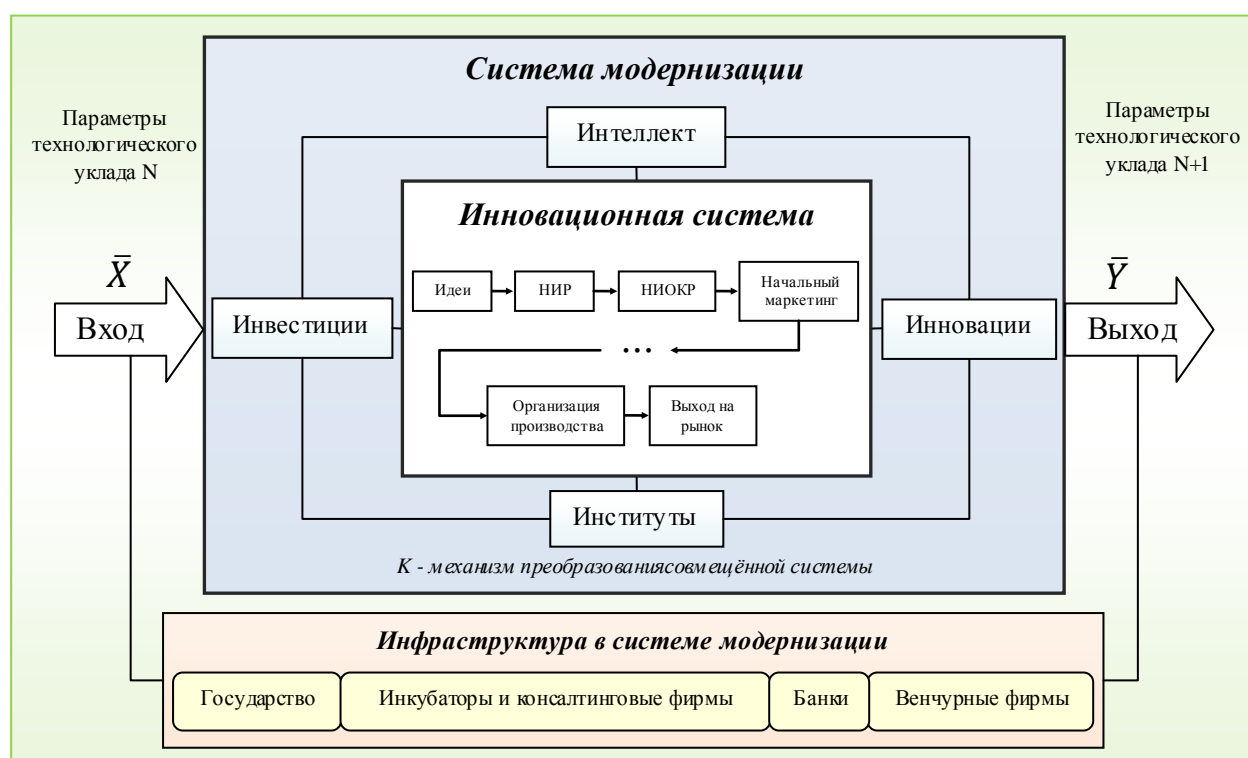 Система модернизации
Параметры
технологического
уклада N
Параметры
технологического
уклада N+1
Интеллект
Инновационная система
X̄
Вход
Ȳ
Выход
Инвестиции
Инновации
Идеи
НИР
НИОКР
Начальный
маркетинг
...
Организация
производства
Выход на
рынок
Институты
K - механизм преобразованиясовмещённой системы
Инфраструктура в системе модернизации
Государство
Инкубаторы и консалтинговые фирмы
Банки
Венчурные фирмы